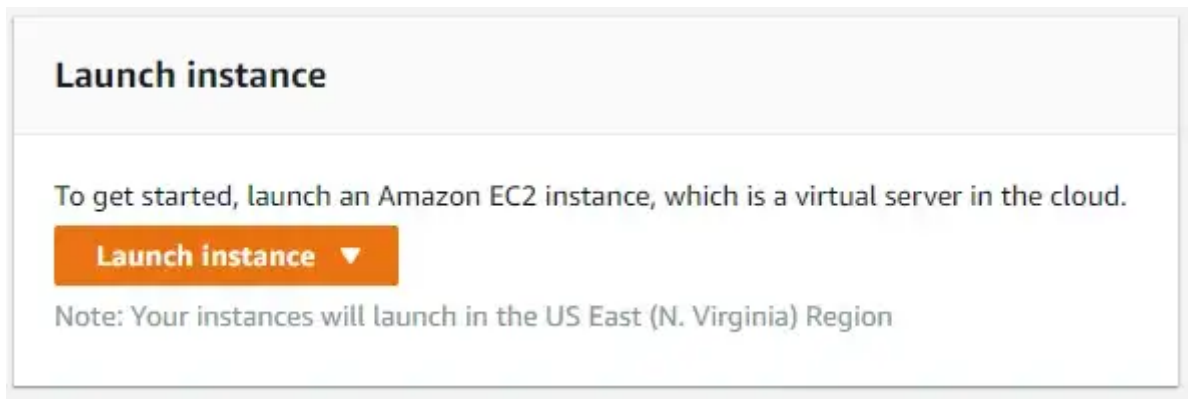 Launch instance
To get started, launch an Amazon EC2 instance, which is a virtual server in the cloud.
Launch instance
Note: Your instances will launch in the US East (N. Virginia) Region